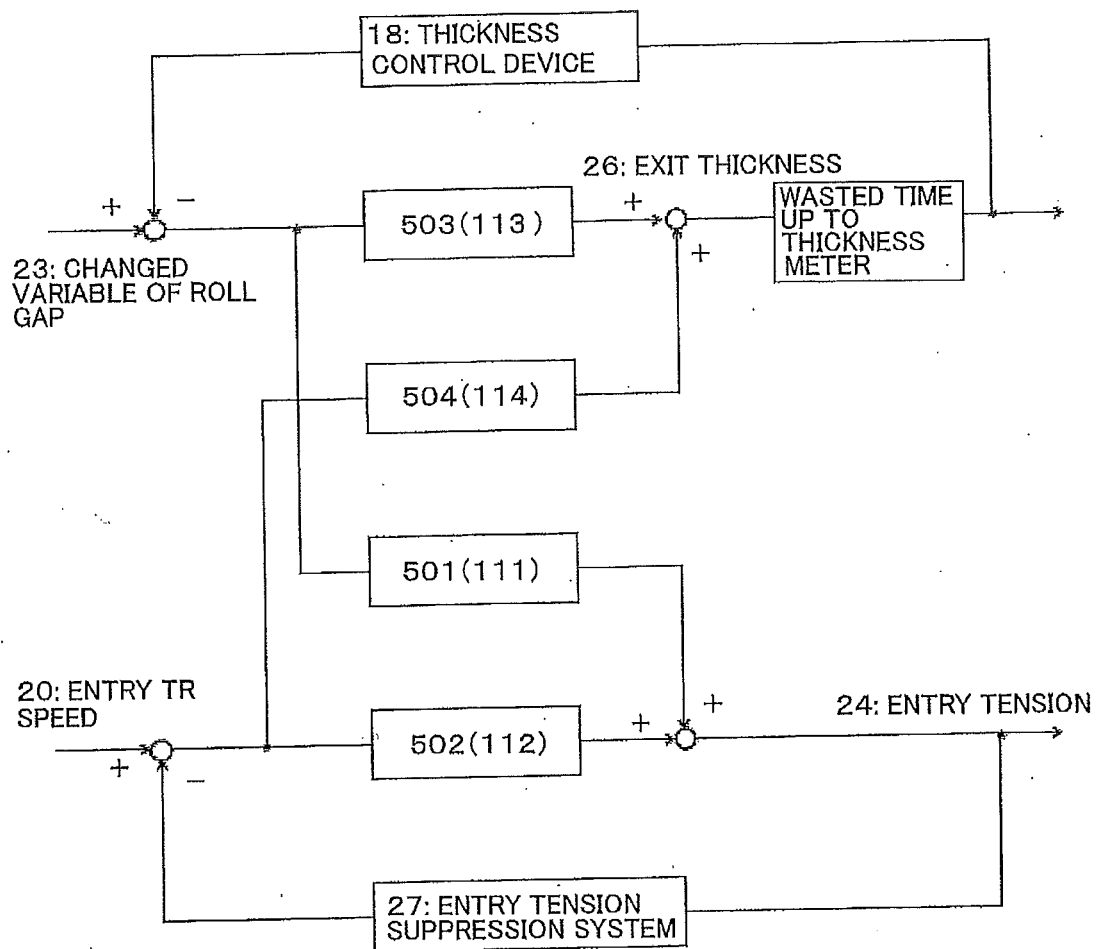 18: THICKNESS
CONTROL DEVICE
26: EXIT THICKNESS
+
−
503(113)
+
+
WASTED TIME
UP TO
THICKNESS
METER
23: CHANGED
VARIABLE OF ROLL
GAP
504(114)
501(111)
20: ENTRY TR
SPEED
+
−
502(112)
+
+
24: ENTRY TENSION
27: ENTRY TENSION
SUPPRESSION SYSTEM